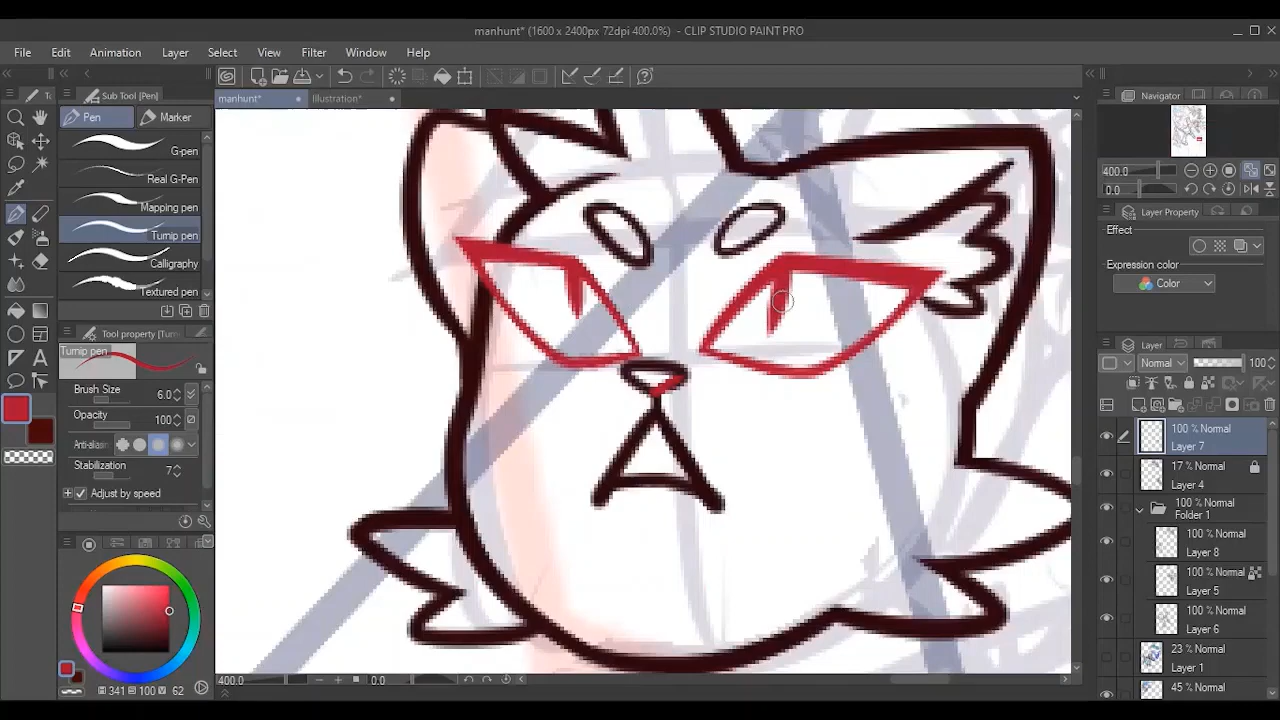 manhunt* (1600 x 2400px 72dpi 400.0%) - CLIP STUDIO PAINT PRO
File Edit Animation Layer Select View Filter Window Help
Sub Tool [Pen]
Navigator
manhunt* Illustration*
Pen Marker
G-pen
Real G-Pen
Mapping pen
Turnip pen
Calligraphy
Textured pen
400.0
0.0
Layer Property
Effect
Expression color
Color
Tool property [Turnip
Turnip pen
Brush Size 6.0
Opacity 100
Anti-aliasin
Stabilization 7
Adjust by speed
Layer
Normal 100
100 % Normal
Layer 7
17 % Normal
Layer 4
100 % Normal
Folder 1
100 % Normal
Layer 8
100 % Normal
Layer 5
100 % Normal
Layer 6
23 % Normal
Layer 1
45 % Normal
341 100 62
400.0 0.0